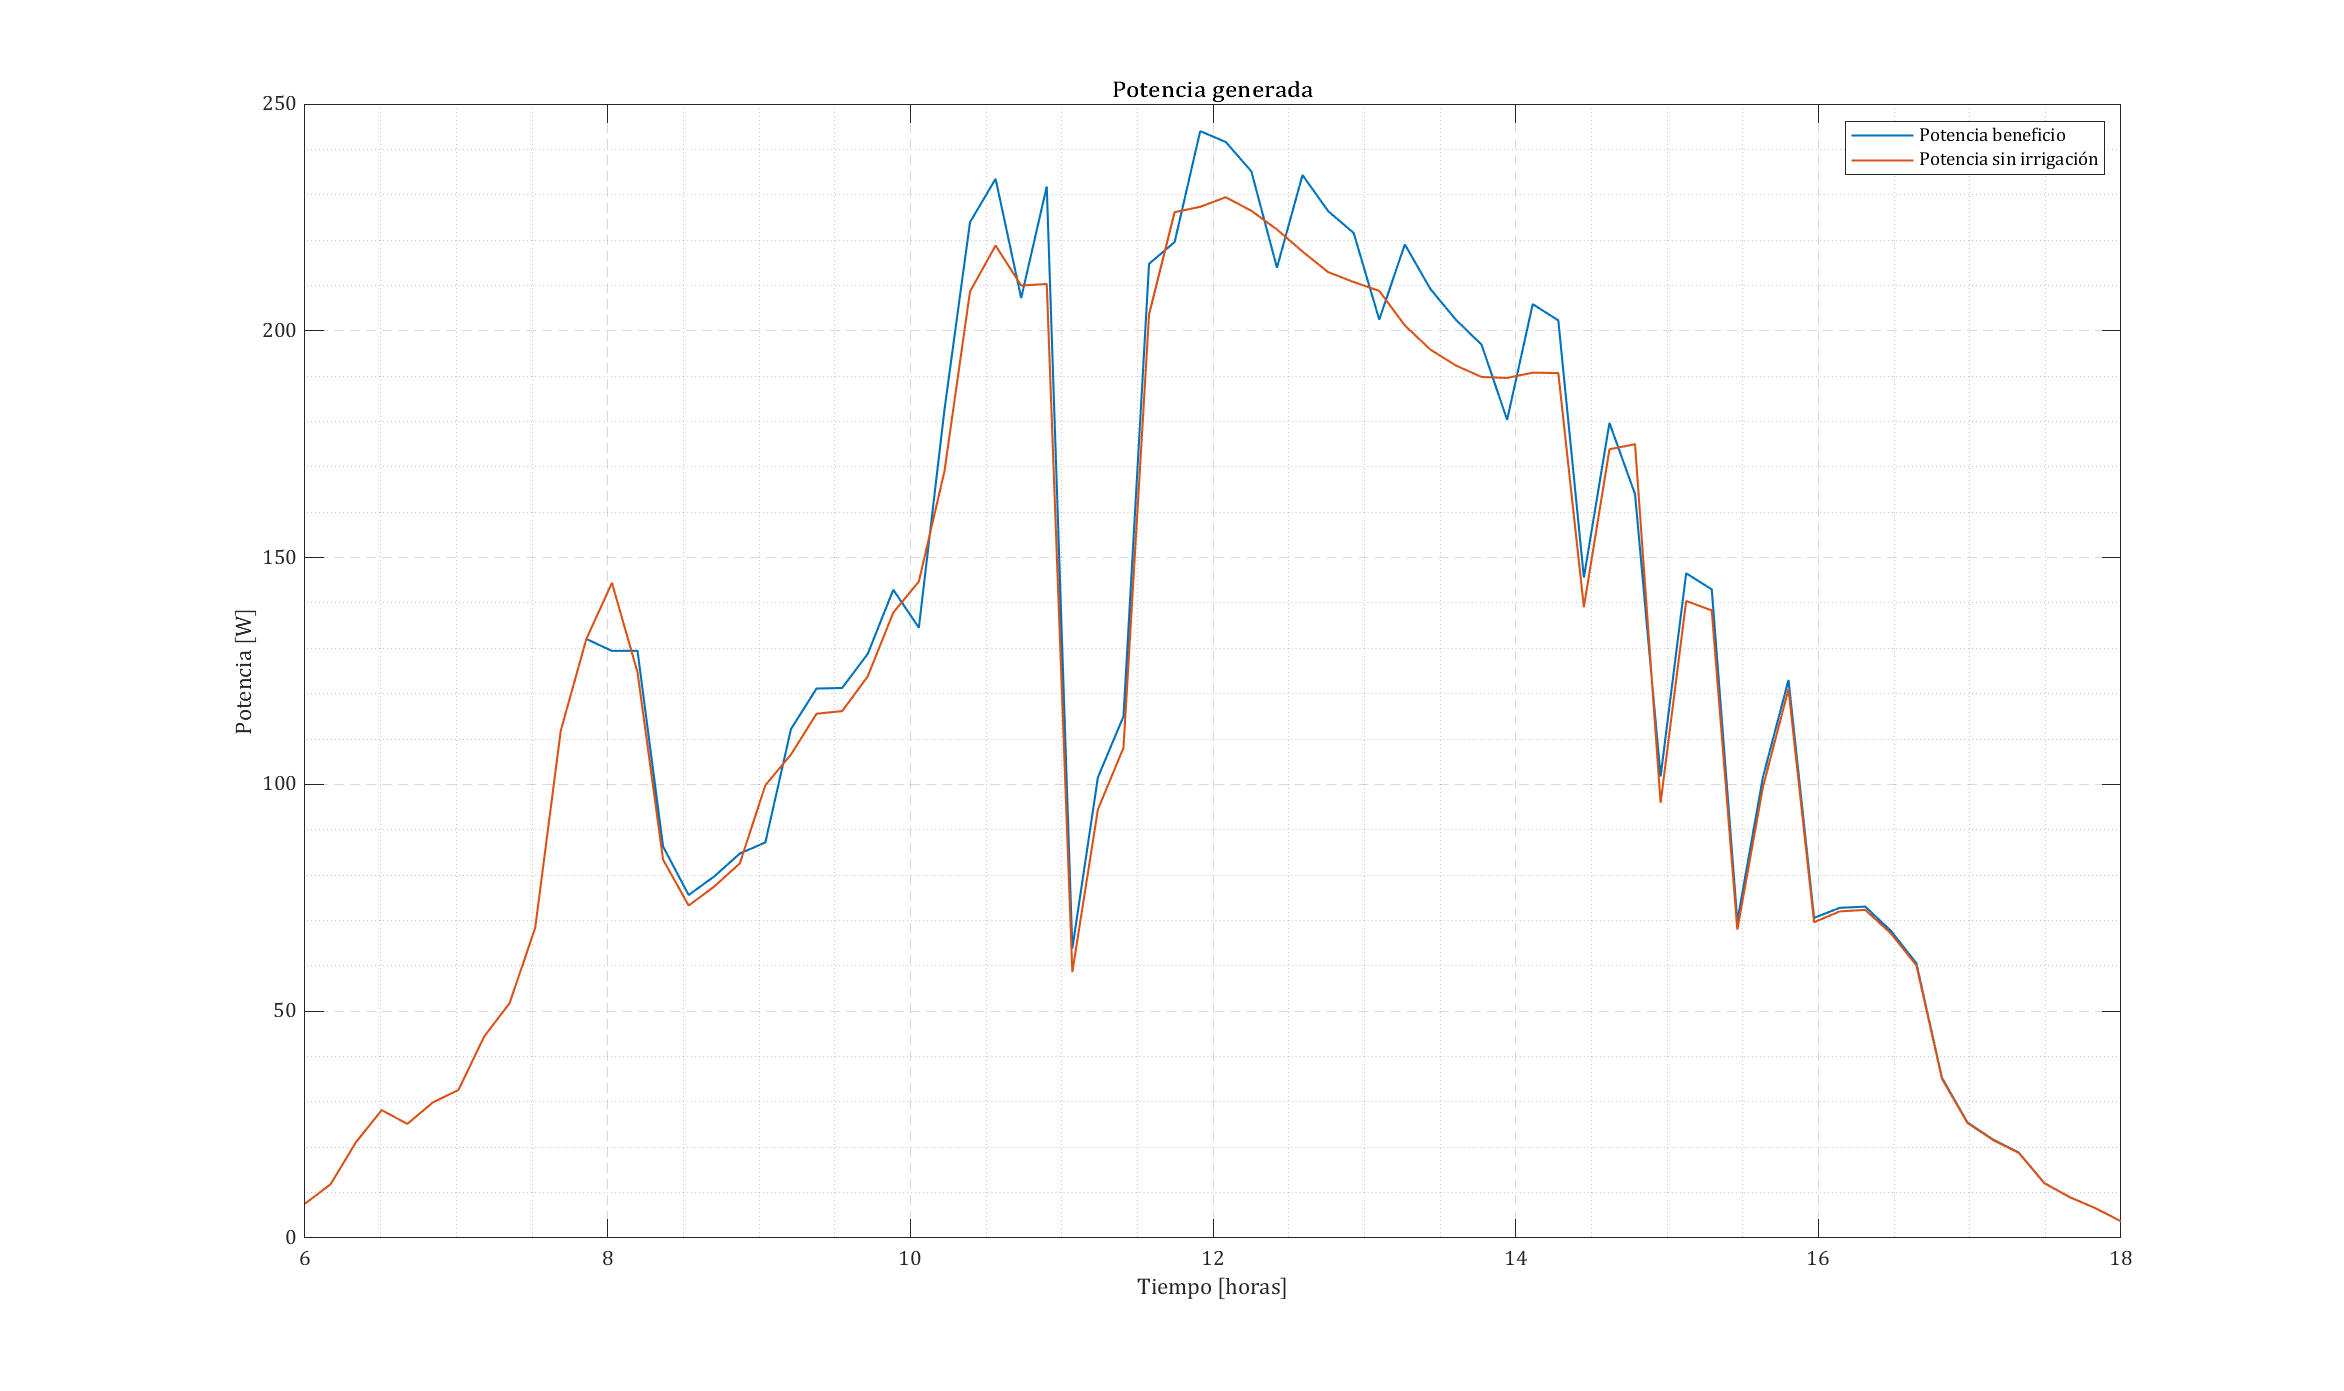 Potencia generada
250
200
150
100
50
0
Potencia [W]
Potencia beneficio
Potencia sin irrigación
6 8 10 12 14 16 18
Tiempo [horas]